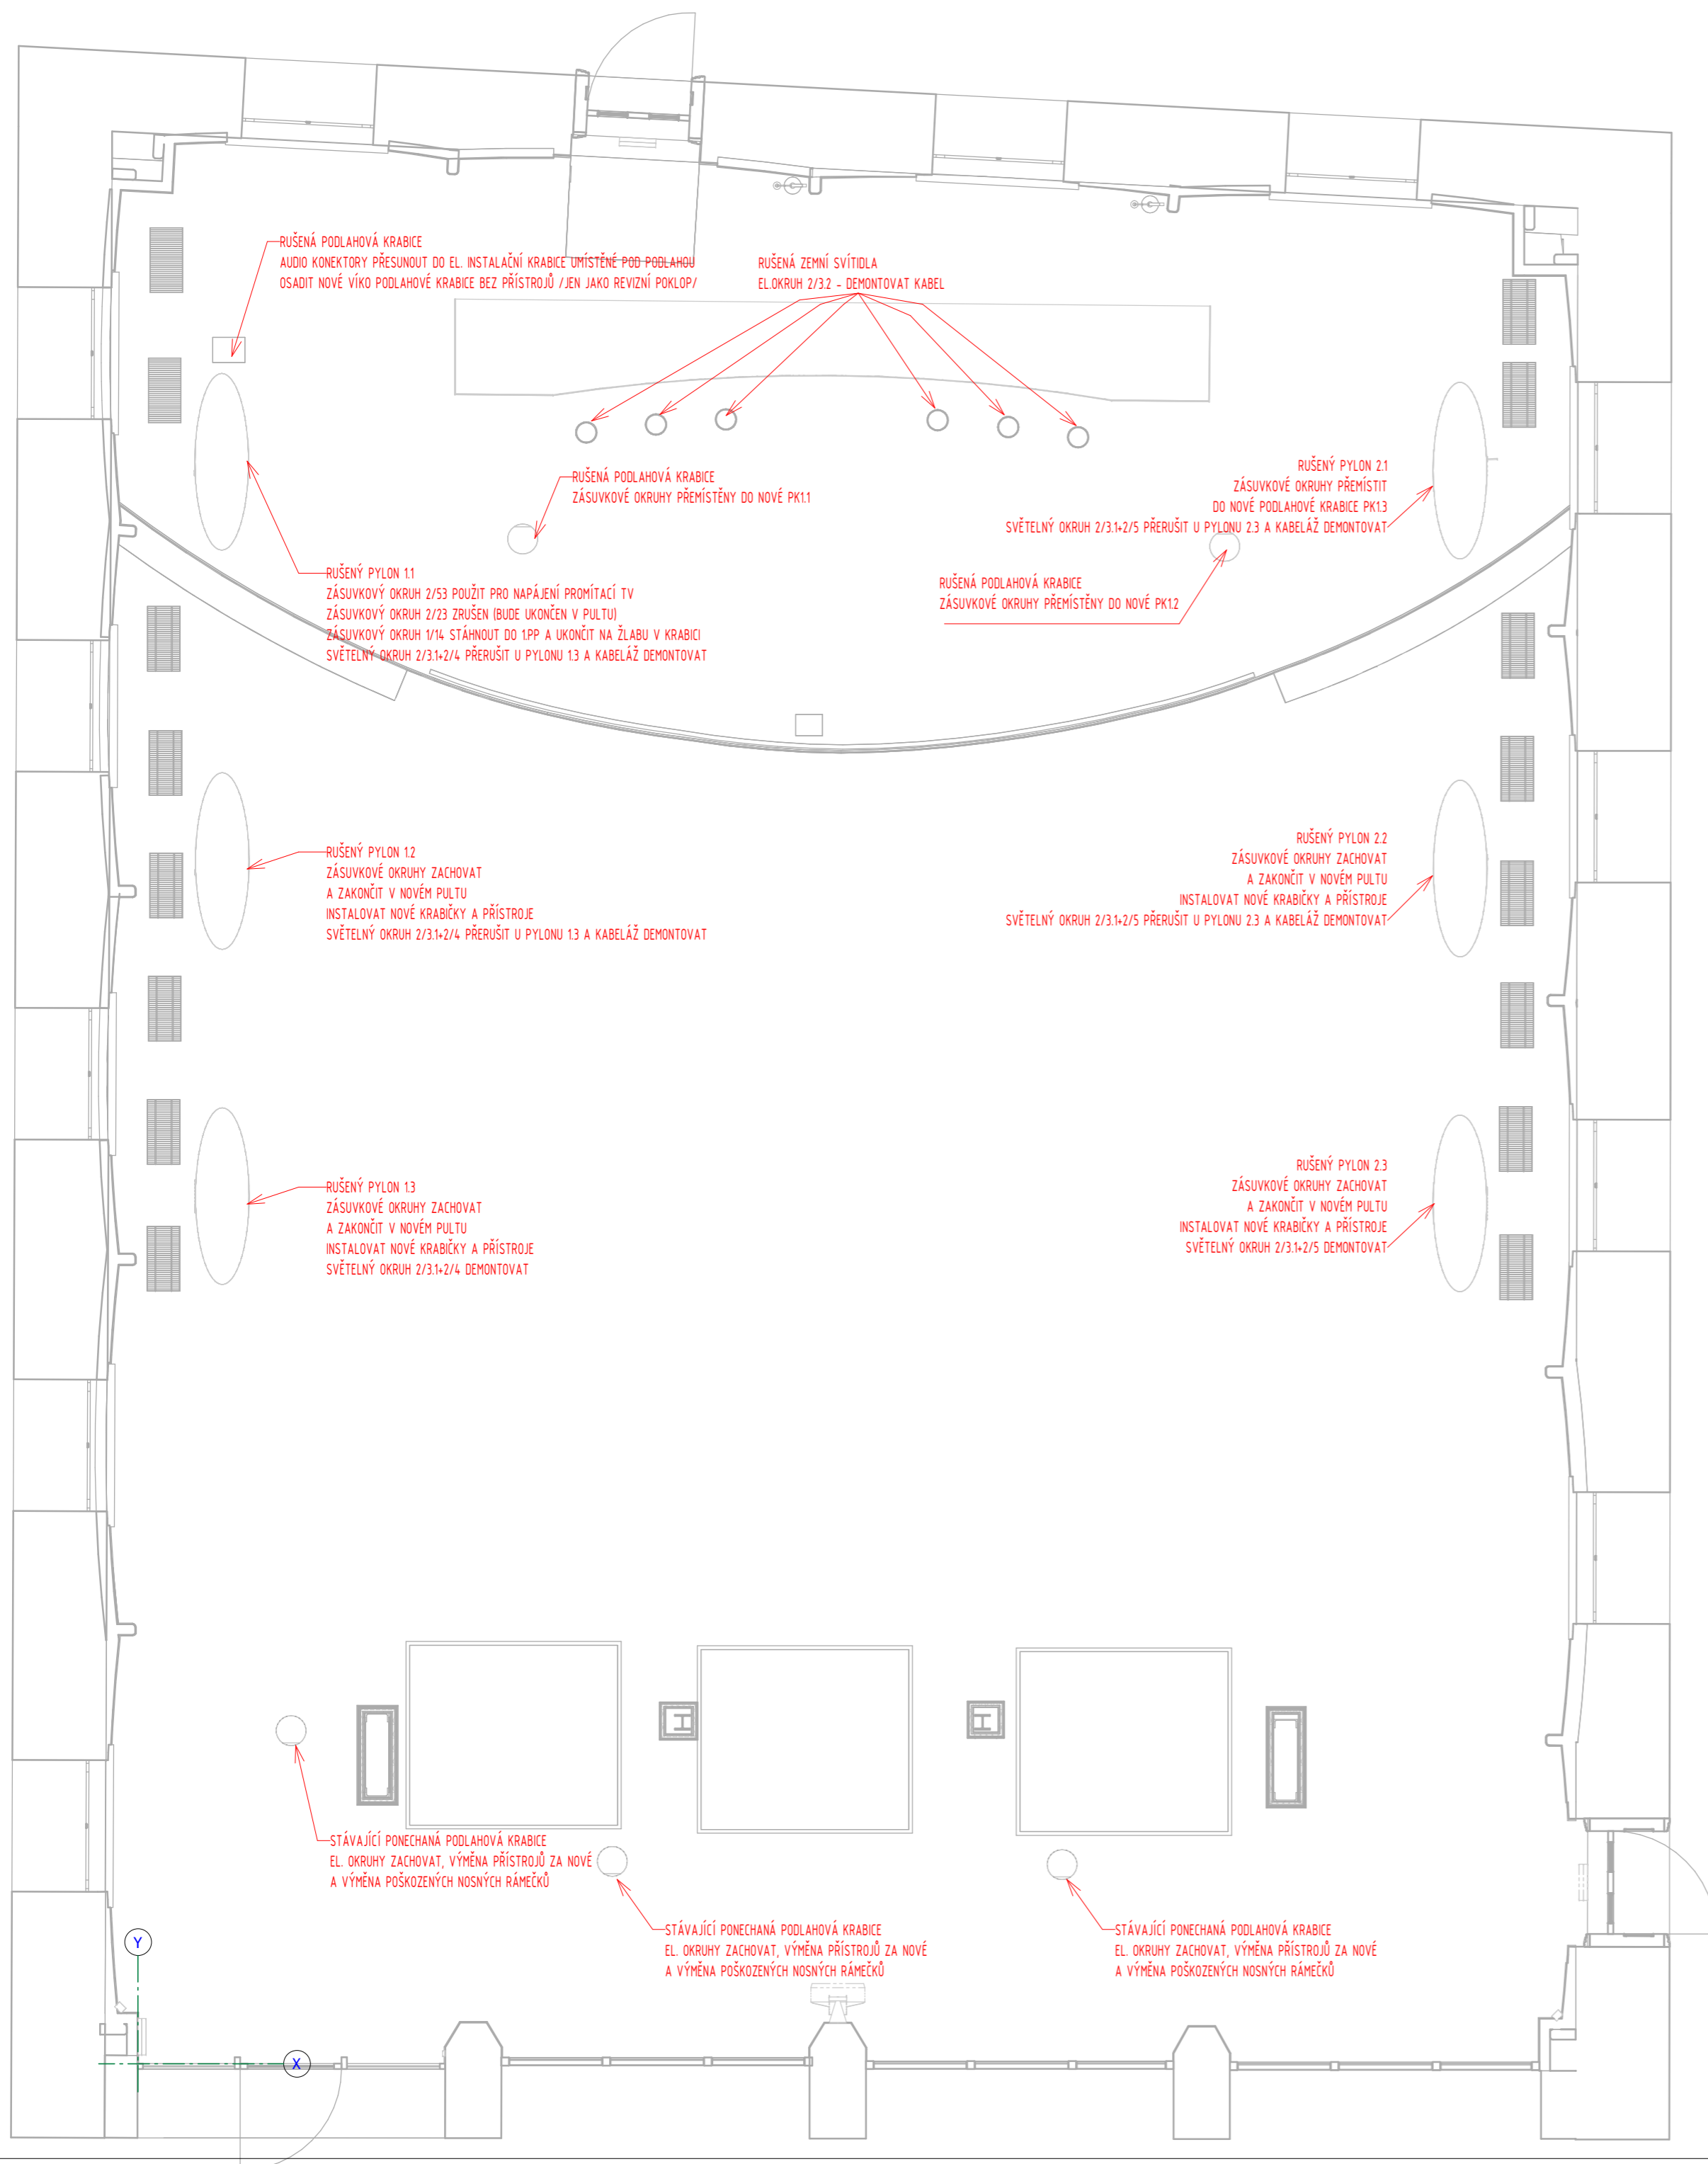 RUŠENÁ PODLAHOVÁ KRABICE
AUDIO KONEKTORY PŘESUNOUT DO EL. INSTALAČNÍ KRABICE UMÍSTĚNÉ POD PODLAHOU
OSADIT NOVÉ VÍKO PODLAHOVÉ KRABICE BEZ PŘÍSTROJŮ /JEN JAKO REVIZNÍ POKLOP/
RUŠENÁ ZEMNÍ SVÍTIDLA
EL.OKRUH 2/3.2 - DEMONTOVAT KABEL
RUŠENÁ PODLAHOVÁ KRABICE
ZÁSUVKOVÉ OKRUHY PŘEMÍSTĚNY DO NOVÉ PK1.1
RUŠENÝ PYLON 2.1
ZÁSUVKOVÉ OKRUHY PŘEMÍSTIT
DO NOVÉ PODLAHOVÉ KRABICE PK1.3
SVĚTELNÝ OKRUH 2/3.1+2/5 PŘERUŠIT U PYLONU 2.3 A KABELÁŽ DEMONTOVAT
RUŠENÝ PYLON 1.1
ZÁSUVKOVÝ OKRUH 2/53 POUŽIT PRO NAPÁJENÍ PROMÍTACÍ TV
ZÁSUVKOVÝ OKRUH 2/23 ZRUŠEN (BUDE UKONČEN V PULTU)
ZÁSUVKOVÝ OKRUH 1/14 STÁHNOUT DO 1.PP A UKONČIT NA ŽLABU V KRABICI
SVĚTELNÝ OKRUH 2/3.1+2/4 PŘERUŠIT U PYLONU 1.3 A KABELÁŽ DEMONTOVAT
RUŠENÁ PODLAHOVÁ KRABICE
ZÁSUVKOVÉ OKRUHY PŘEMÍSTĚNY DO NOVÉ PK1.2
RUŠENÝ PYLON 1.2
ZÁSUVKOVÉ OKRUHY ZACHOVAT
A ZAKONČIT V NOVÉM PULTU
INSTALOVAT NOVÉ KRABIČKY A PŘÍSTROJE
SVĚTELNÝ OKRUH 2/3.1+2/4 PŘERUŠIT U PYLONU 1.3 A KABELÁŽ DEMONTOVAT
RUŠENÝ PYLON 2.2
ZÁSUVKOVÉ OKRUHY ZACHOVAT
A ZAKONČIT V NOVÉM PULTU
INSTALOVAT NOVÉ KRABIČKY A PŘÍSTROJE
SVĚTELNÝ OKRUH 2/3.1+2/5 PŘERUŠIT U PYLONU 2.3 A KABELÁŽ DEMONTOVAT
RUŠENÝ PYLON 1.3
ZÁSUVKOVÉ OKRUHY ZACHOVAT
A ZAKONČIT V NOVÉM PULTU
INSTALOVAT NOVÉ KRABIČKY A PŘÍSTROJE
SVĚTELNÝ OKRUH 2/3.1+2/4 DEMONTOVAT
RUŠENÝ PYLON 2.3
ZÁSUVKOVÉ OKRUHY ZACHOVAT
A ZAKONČIT V NOVÉM PULTU
INSTALOVAT NOVÉ KRABIČKY A PŘÍSTROJE
SVĚTELNÝ OKRUH 2/3.1+2/5 DEMONTOVAT
STÁVAJÍCÍ PONECHANÁ PODLAHOVÁ KRABICE
EL. OKRUHY ZACHOVAT, VÝMĚNA PŘÍSTROJŮ ZA NOVÉ
A VÝMĚNA POŠKOZENÝCH NOSNÝCH RÁMEČKŮ
STÁVAJÍCÍ PONECHANÁ PODLAHOVÁ KRABICE
EL. OKRUHY ZACHOVAT, VÝMĚNA PŘÍSTROJŮ ZA NOVÉ
A VÝMĚNA POŠKOZENÝCH NOSNÝCH RÁMEČKŮ
STÁVAJÍCÍ PONECHANÁ PODLAHOVÁ KRABICE
EL. OKRUHY ZACHOVAT, VÝMĚNA PŘÍSTROJŮ ZA NOVÉ
A VÝMĚNA POŠKOZENÝCH NOSNÝCH RÁMEČKŮ
Y
X